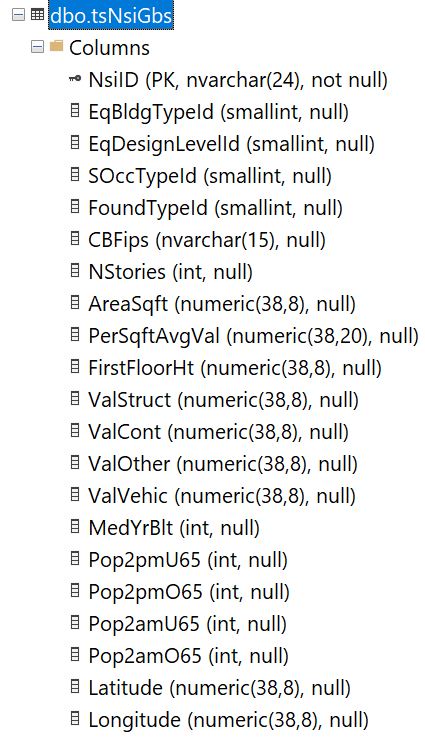 dbo.tsNsiGbs
Columns
NsiID (PK, nvarchar(24), not null)
EqBldgTypeId (smallint, null)
EqDesignLevelId (smallint, null)
SOccTypeId (smallint, null)
FoundTypeId (smallint, null)
CBFips (nvarchar(15), null)
NStories (int, null)
AreaSqft (numeric(38,8), null)
PerSqftAvgVal (numeric(38,20), null)
FirstFloorHt (numeric(38,8), null)
ValStruct (numeric(38,8), null)
ValCont (numeric(38,8), null)
ValOther (numeric(38,8), null)
ValVehic (numeric(38,8), null)
MedYrBlt (int, null)
Pop2pmU65 (int, null)
Pop2pmO65 (int, null)
Pop2amU65 (int, null)
Pop2amO65 (int, null)
Latitude (numeric(38,8), null)
Longitude (numeric(38,8), null)